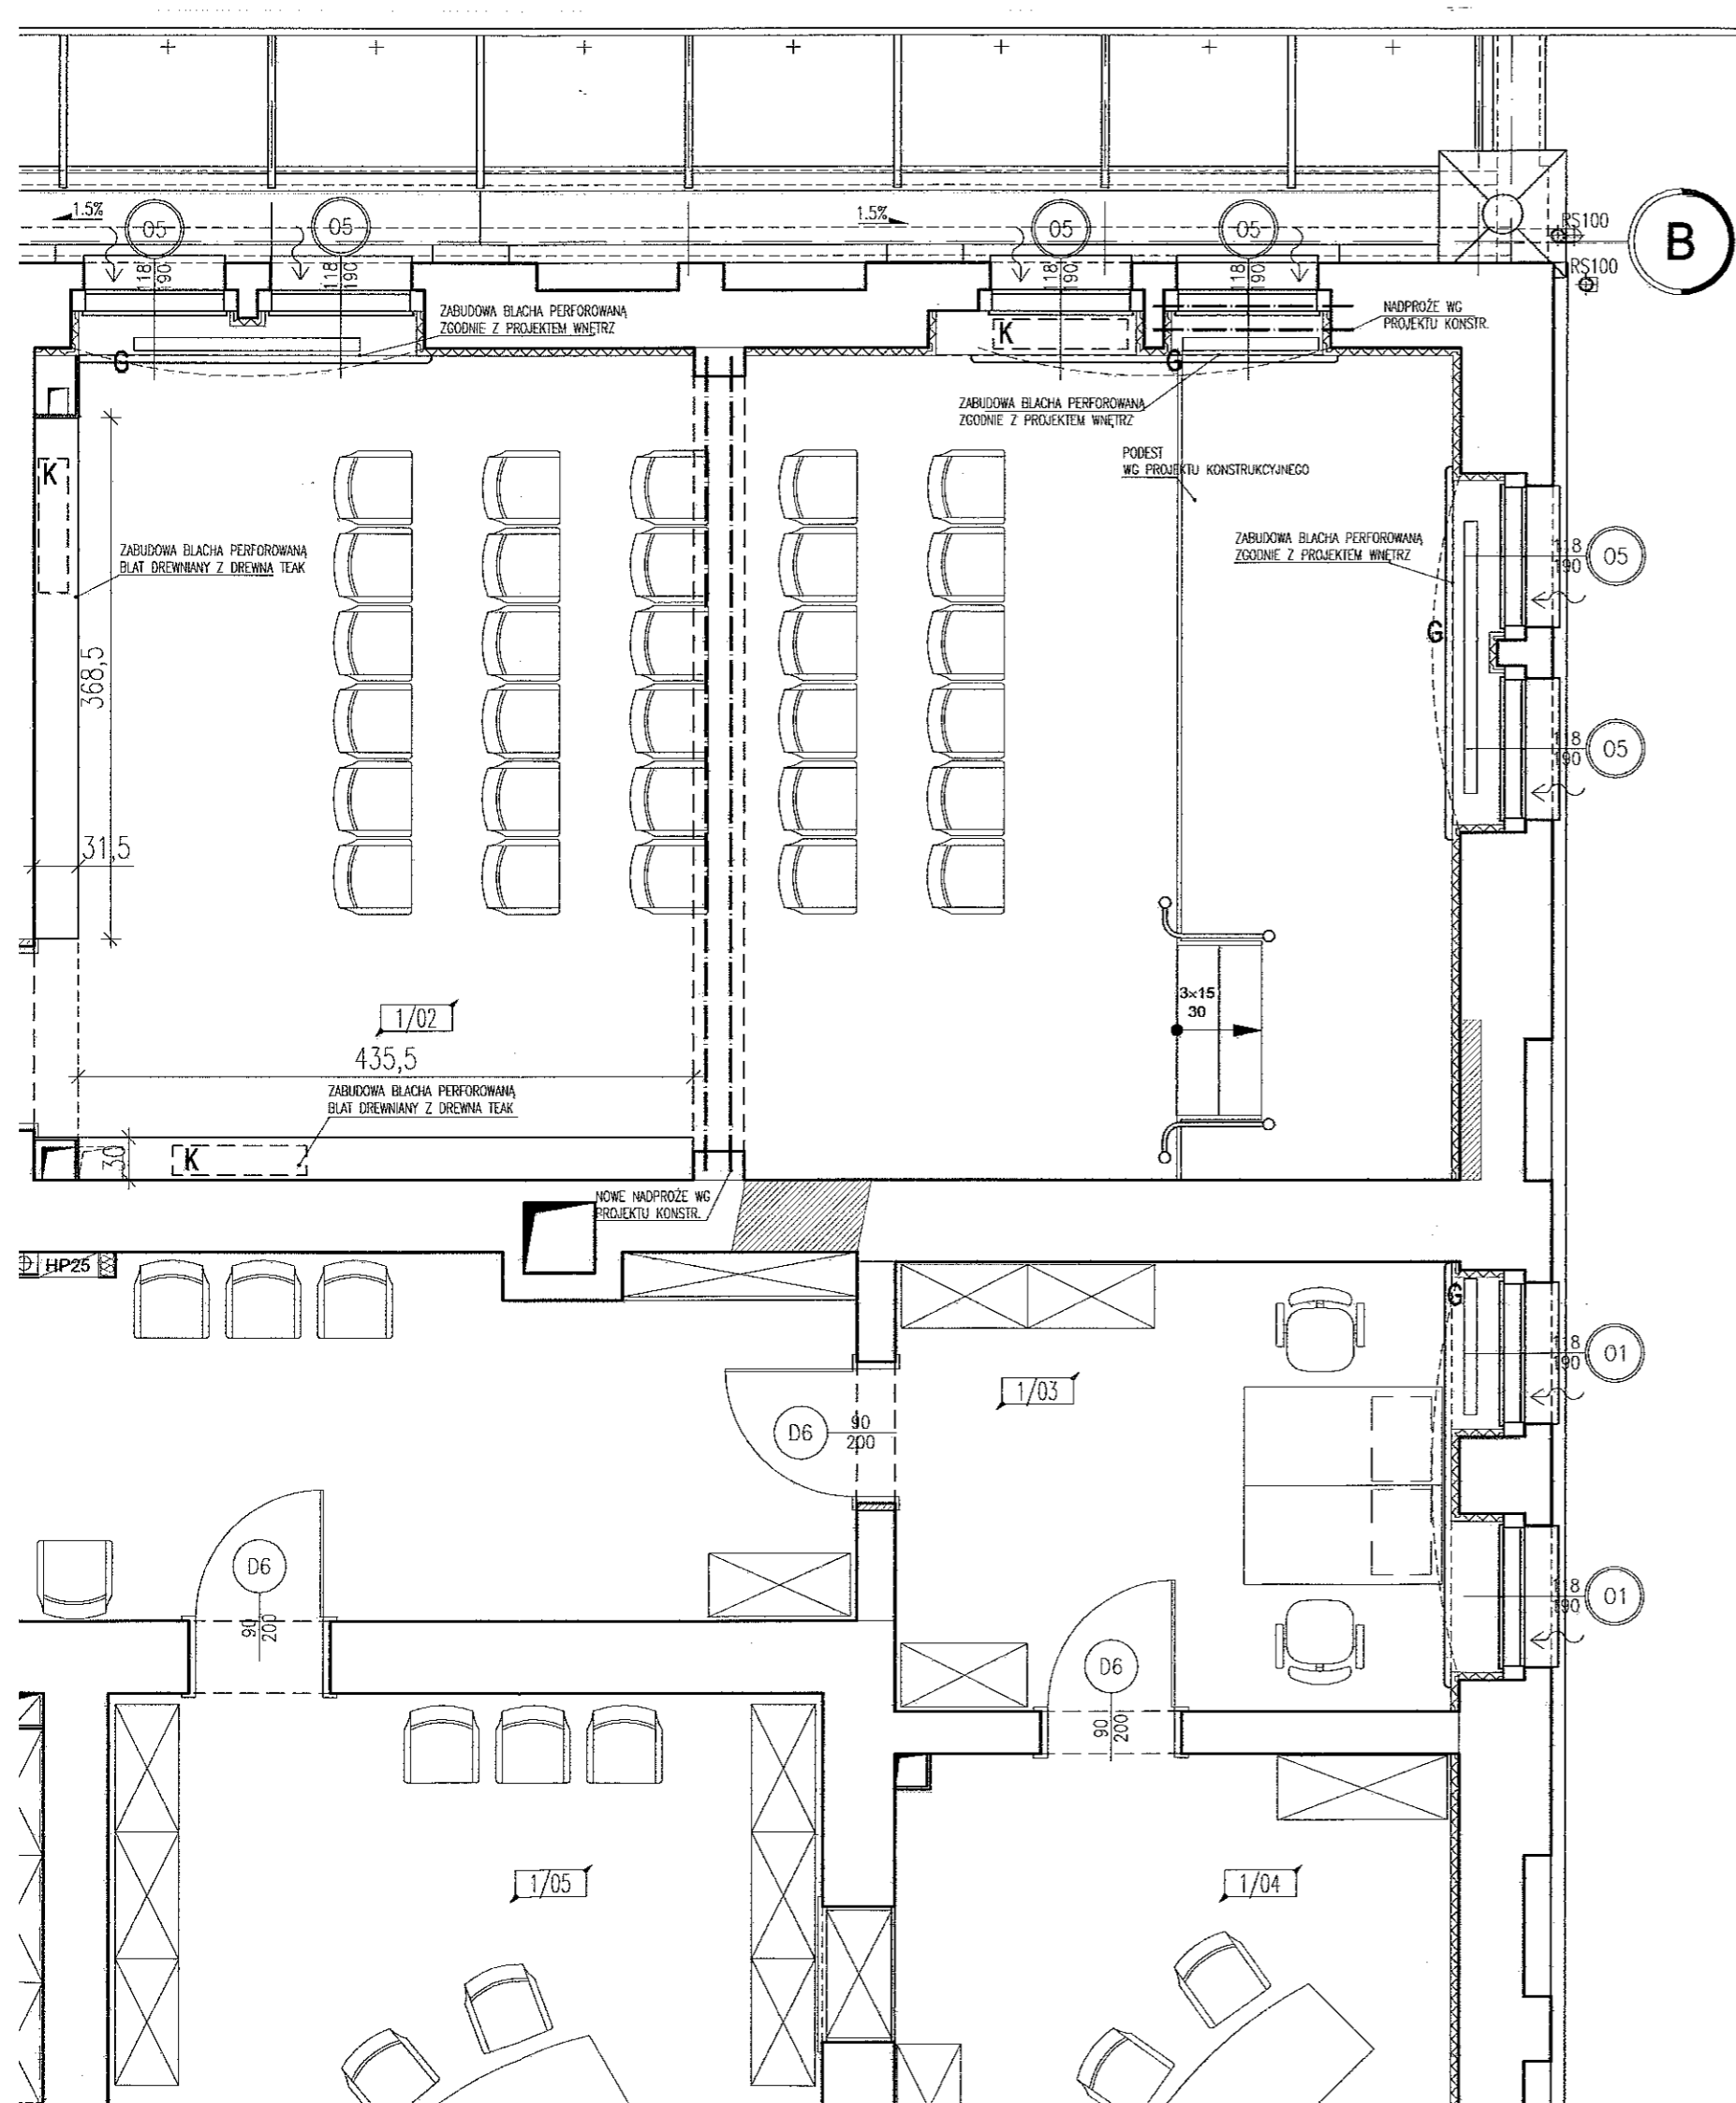 1.5%
05
05
1.5%
05
05
RS100
B
RS100
118
190
118
190
118
190
118
190
ZABUDOWA BLACHA PERFOROWANĄ
ZGODNIE Z PROJEKTEM WNĘTRZ
K
NADPROŻE WG
PROJEKTU KONSTR.
G
G
ZABUDOWA BLACHA PERFOROWANĄ
ZGODNIE Z PROJEKTEM WNĘTRZ
K
PODEST
WG PROJEKTU KONSTRUKCYJNEGO
ZABUDOWA BLACHA PERFOROWANĄ
BLAT DREWNIANY Z DREWNA TEAK
ZABUDOWA BLACHA PERFOROWANĄ
ZGODNIE Z PROJEKTEM WNĘTRZ
118
190
05
G
368,5
118
190
05
31,5
3x15
30
1/02
435,5
ZABUDOWA BLACHA PERFOROWANĄ
BLAT DREWNIANY Z DREWNA TEAK
30
K
NOWE NADPROŻE WG
PROJEKTU KONSTR.
HP25
G
118
190
01
1/03
D6
90
200
D6
90
200
118
190
01
D6
90
200
1/05
1/04